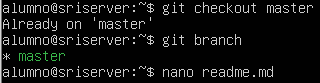 alumno@sriserver:~$ git checkout master
Already on 'master'
alumno@sriserver:~$ git branch
* master
alumno@sriserver:~$ nano readme.md